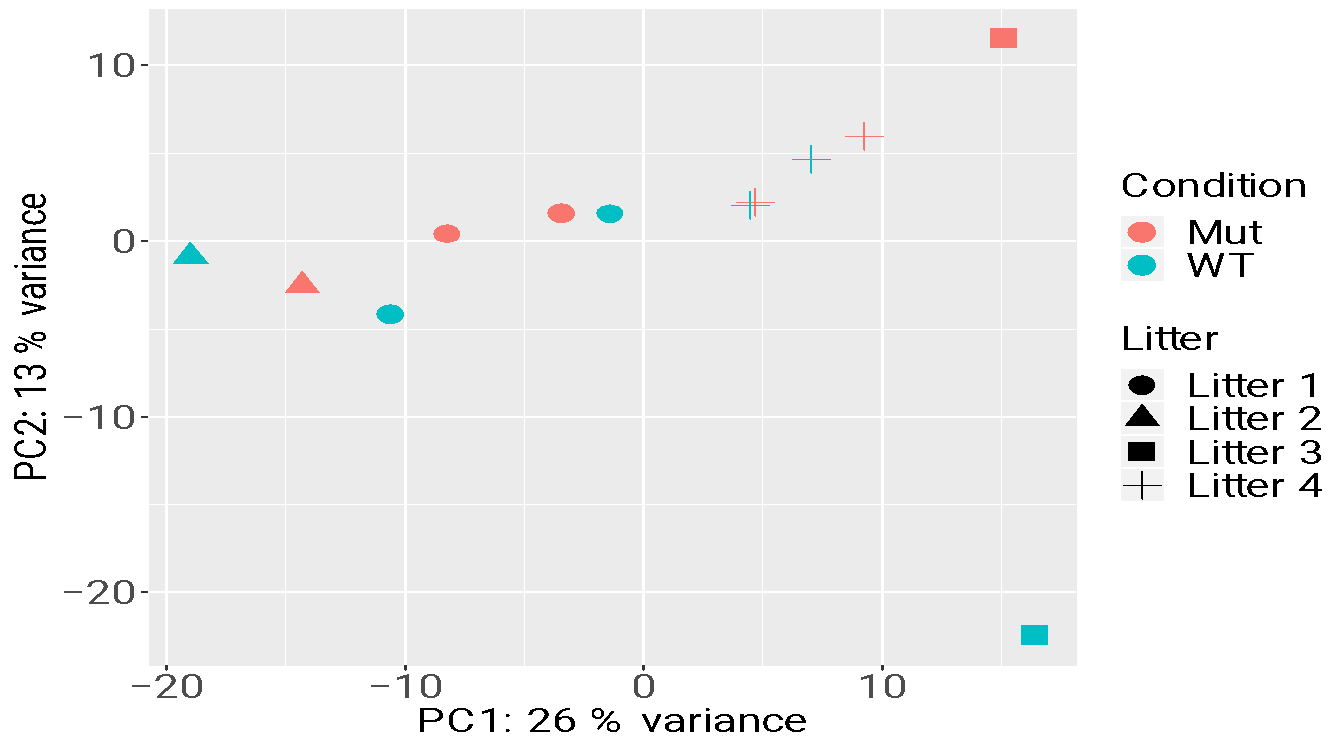 10
0
−10
−20
PC2: 13 % variance
−20
−10
0
10
PC1: 26 % variance
Condition
Mut
WT
Litter
Litter 1
Litter 2
Litter 3
Litter 4